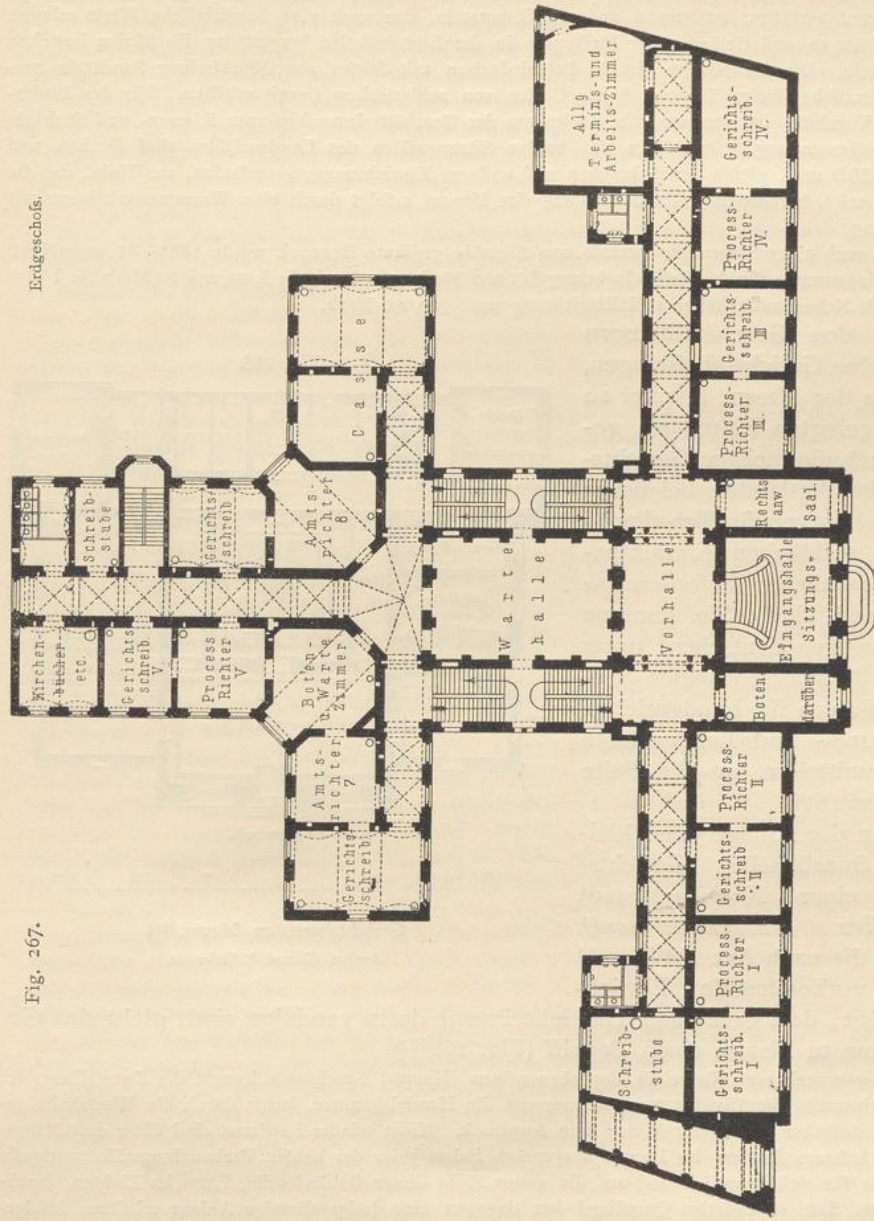 Fig. 267.
Erdgeschoſs.
Kirchen-
bücher
etc.
Gerichts
schreib
V
Process
Richter
V
Boten-
u. Warte
Zimmer
Amts-
richter
7
Gerichts-
schreib
Schreib-
stube
Gerichts-
schreib
Amts
richter
8
Casse
Warte
halle
Vorhalle
Eingangshalle
Boten
Rechts
anw
darüber
Sitzungs-
Saal.
Schreib-
stube
Gerichts-
schreib.
I
Process-
Richter
I
Gerichts-
schreib
II
Process-
Richter
II
Process-
Richter
III.
Gerichts-
schreib.
III
Process-
Richter
IV.
Gerichts-
schreib.
IV.
Allg
Termins- und
Arbeits-Zimmer